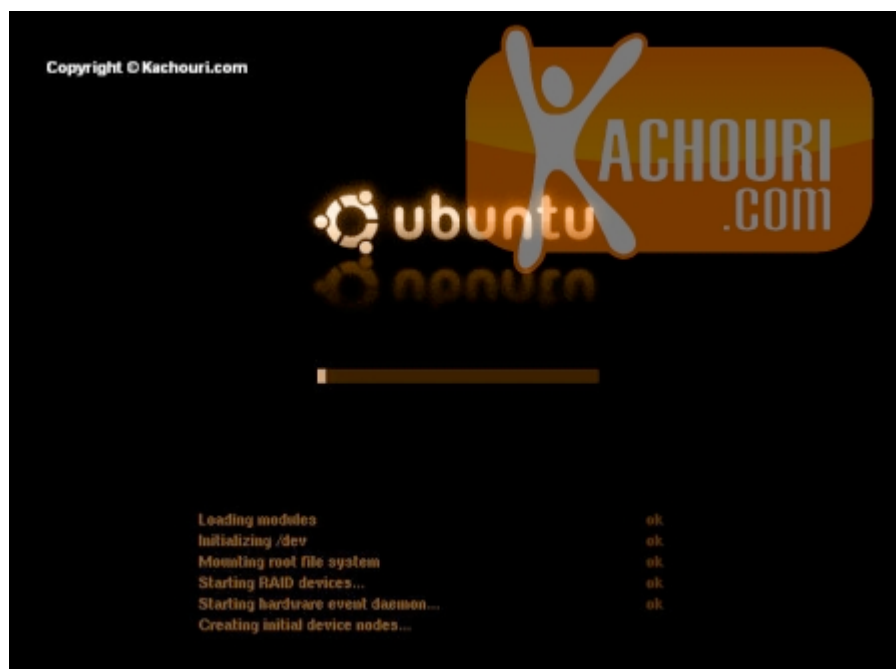 Copyright © Kachouri.com
KACHOURI
.COM
ubuntu
Loading modules ok
Initializing /dev ok
Mounting root file system ok
Starting RAID devices... ok
Starting hardware event daemon... ok
Creating initial device nodes...